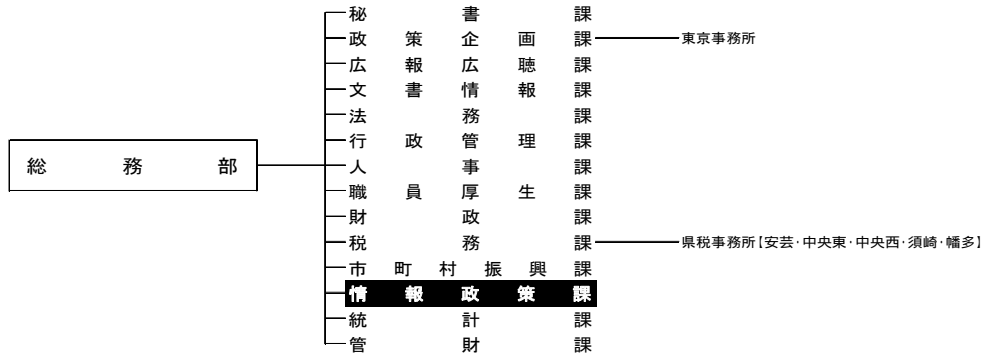 秘書課
政策企画課 東京事務所
広報広聴課
文書情報課
法務課
行政管理課
総務部 人事課
職員厚生課
財政課
税務課 県税事務所【安芸・中央東・中央西・須崎・幡多】
市町村振興課
情報政策課
統計課
管財課